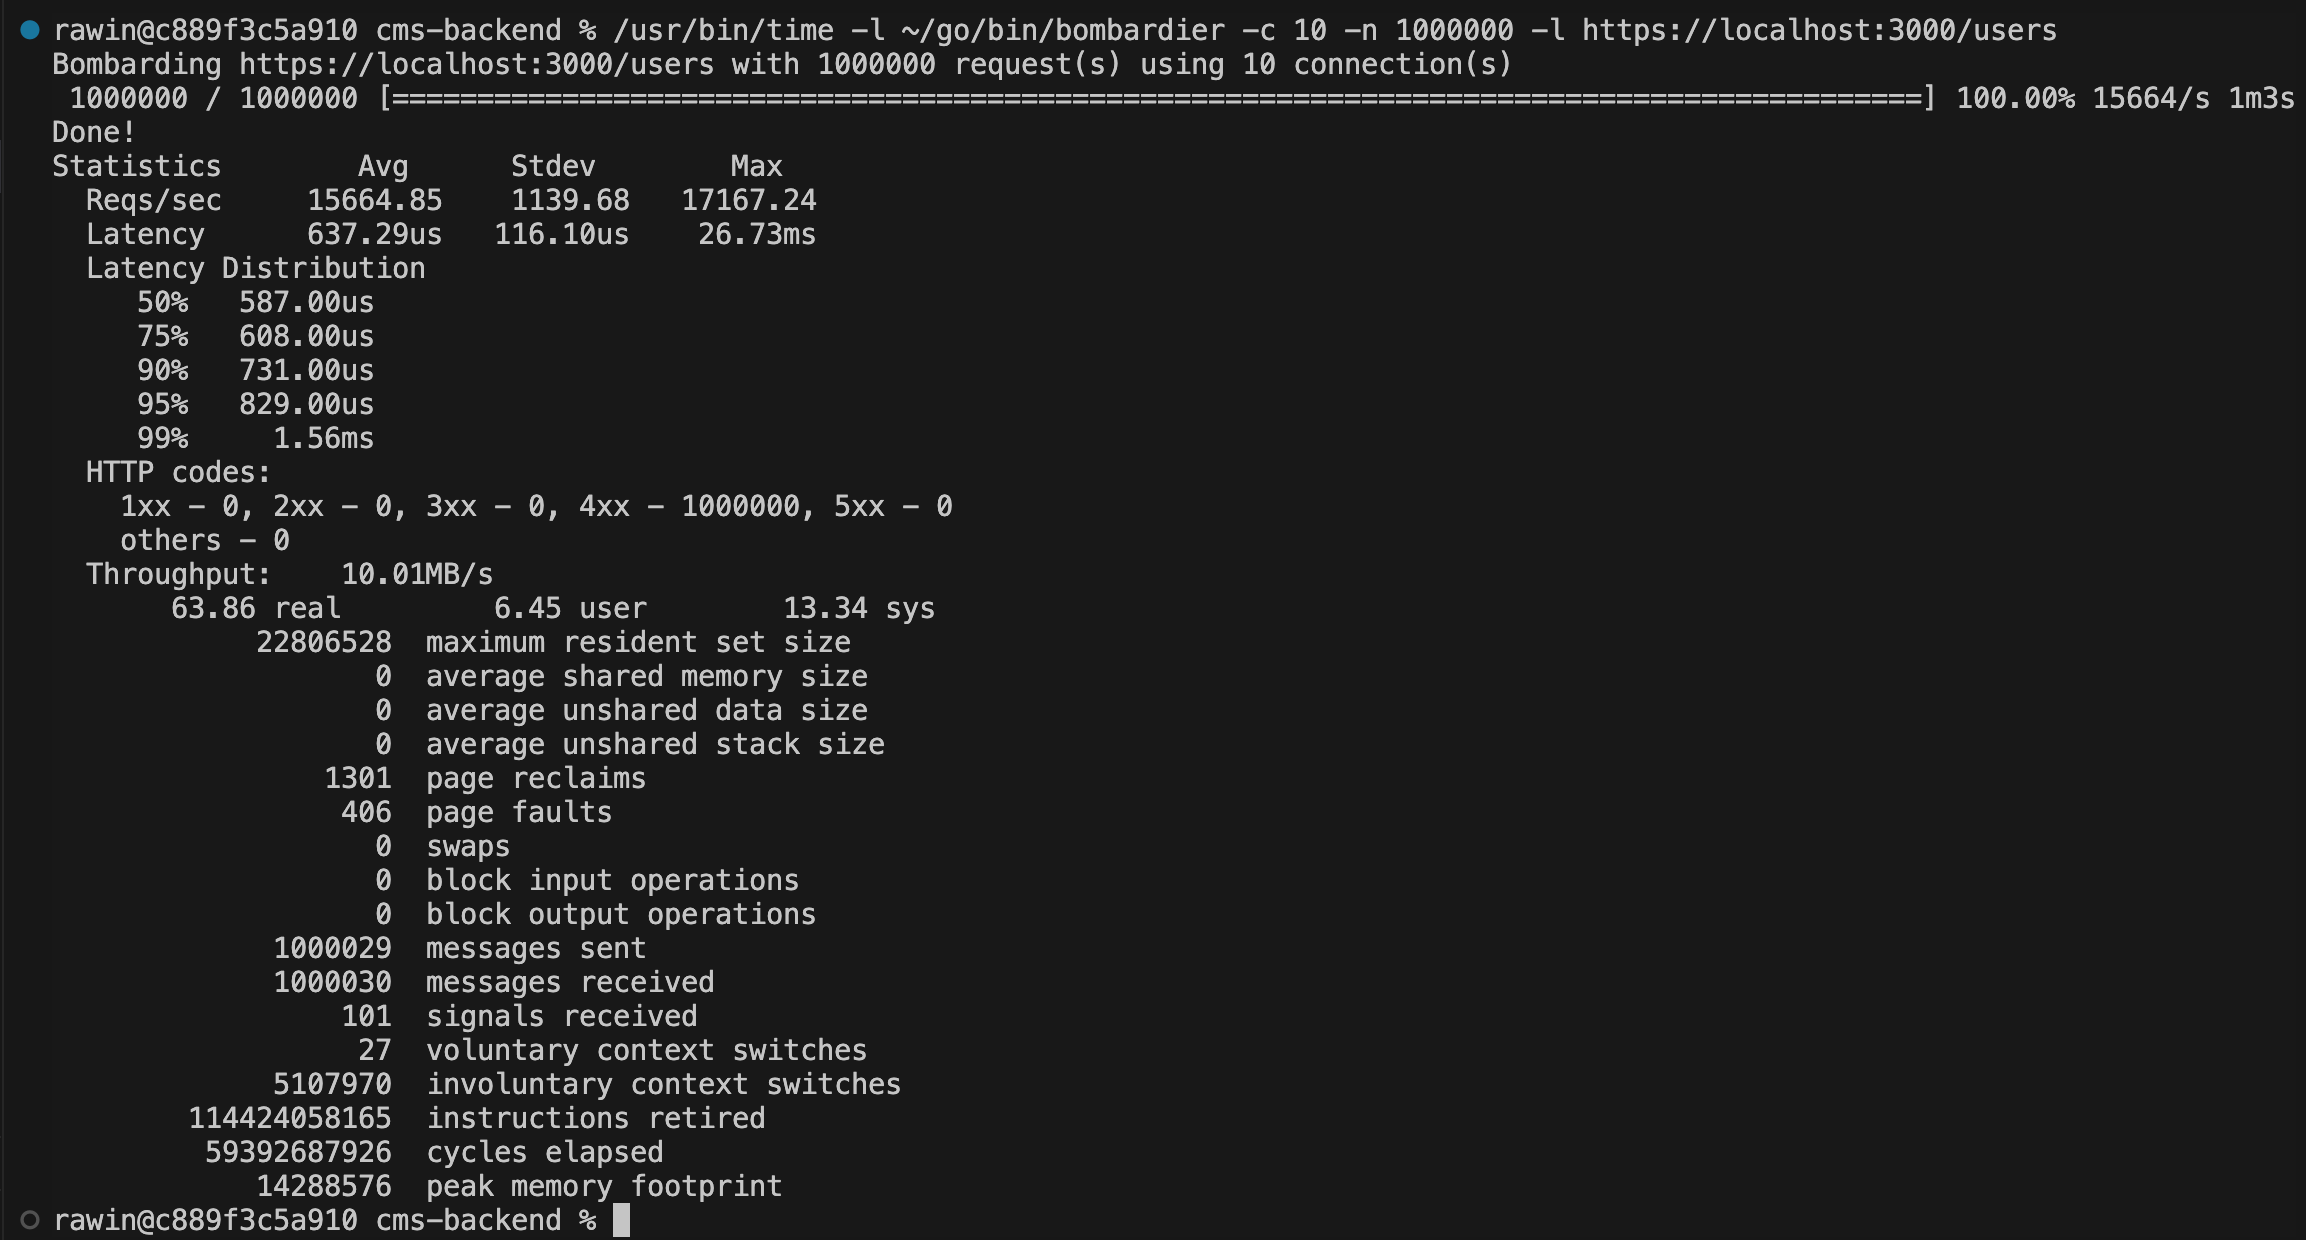 rawin@c889f3c5a910 cms-backend % /usr/bin/time -l ~/go/bin/bombardier -c 10 -n 1000000 -l https://localhost:3000/users
Bombarding https://localhost:3000/users with 1000000 request(s) using 10 connection(s)
 1000000 / 1000000 [==========================================================================================] 100.00% 15664/s 1m3s
Done!
Statistics        Avg      Stdev        Max
  Reqs/sec     15664.85    1139.68   17167.24
  Latency      637.29us   116.10us    26.73ms
  Latency Distribution
     50%   587.00us
     75%   608.00us
     90%   731.00us
     95%   829.00us
     99%     1.56ms
  HTTP codes:
    1xx - 0, 2xx - 0, 3xx - 0, 4xx - 1000000, 5xx - 0
    others - 0
  Throughput:    10.01MB/s
       63.86 real         6.45 user        13.34 sys
            22806528  maximum resident set size
                   0  average shared memory size
                   0  average unshared data size
                   0  average unshared stack size
                1301  page reclaims
                 406  page faults
                   0  swaps
                   0  block input operations
                   0  block output operations
             1000029  messages sent
             1000030  messages received
                 101  signals received
                  27  voluntary context switches
             5107970  involuntary context switches
        114424058165  instructions retired
         59392687926  cycles elapsed
            14288576  peak memory footprint
rawin@c889f3c5a910 cms-backend %